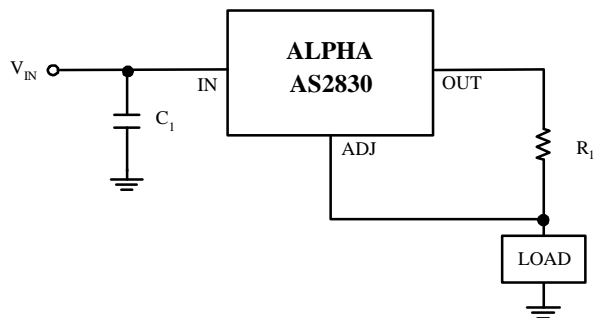 ALPHA
AS2830
V_IN
IN
OUT
C_1
ADJ
R_1
LOAD